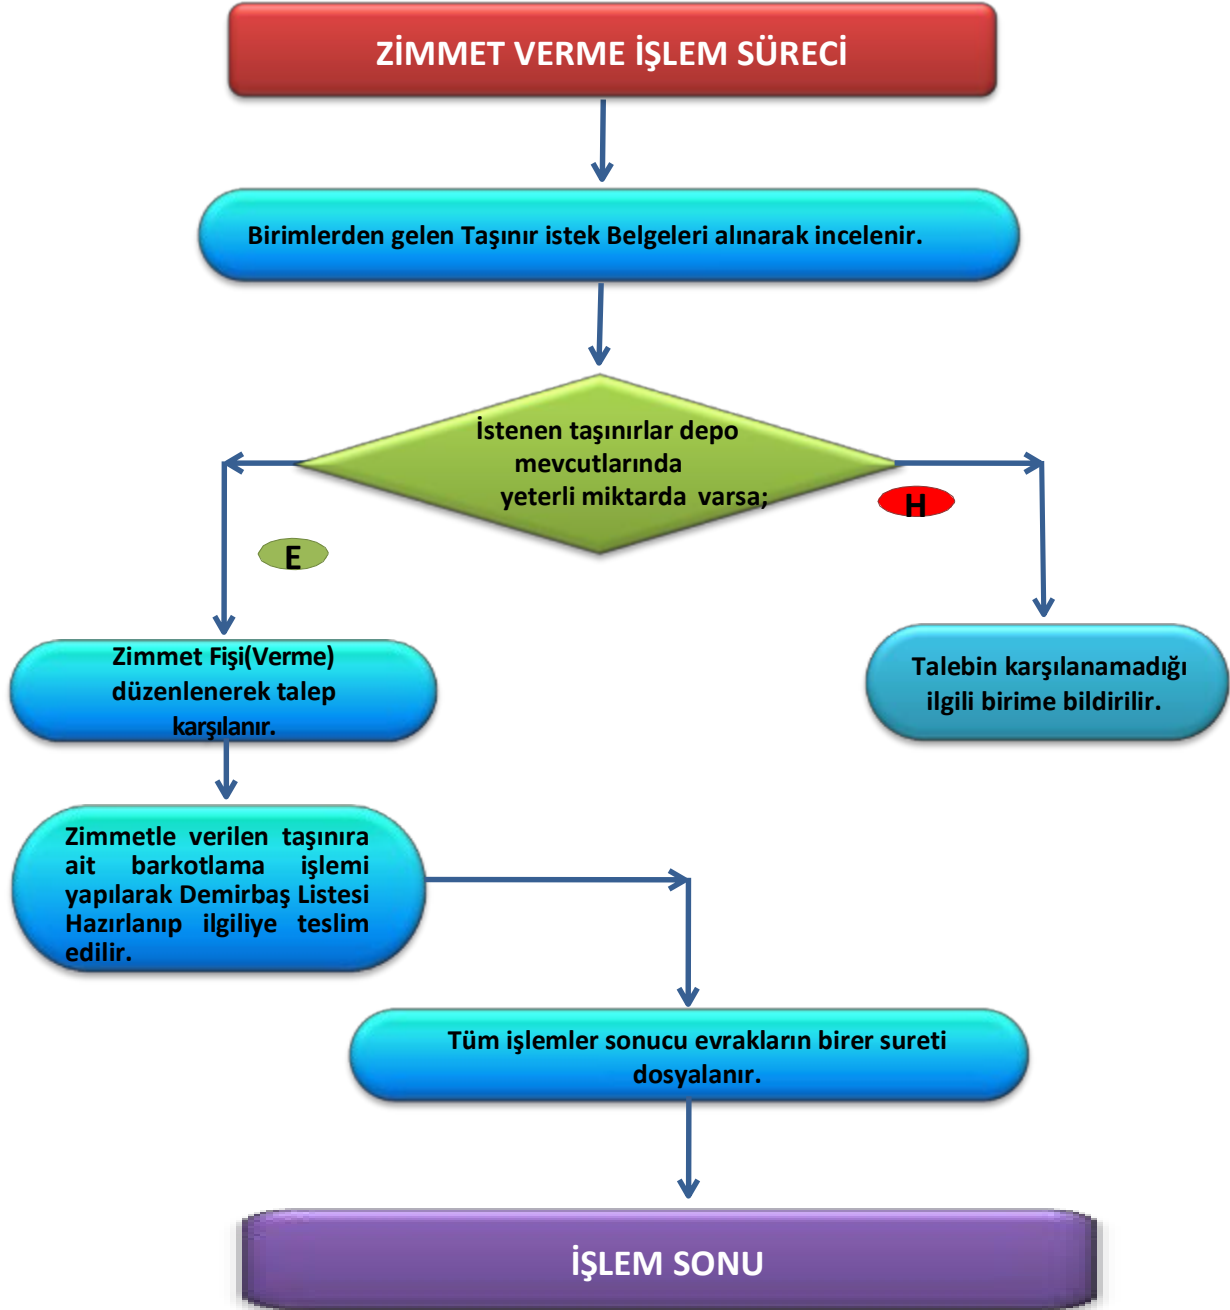 ZİMMET VERME İŞLEM SÜRECİ
Birimlerden gelen Taşınır istek Belgeleri alınarak incelenir.
İstenen taşınırlar depo
mevcutlarında
yeterli miktarda varsa;
H
E
Zimmet Fişi(Verme)
düzenlenerek talep
karşılanır.
Talebin karşılanamadığı
ilgili birime bildirilir.
Zimmetle verilen taşınıra
ait barkotlama işlemi
yapılarak Demirbaş Listesi
Hazırlanıp ilgiliye teslim
edilir.
Tüm işlemler sonucu evrakların birer sureti
dosyalanır.
İŞLEM SONU